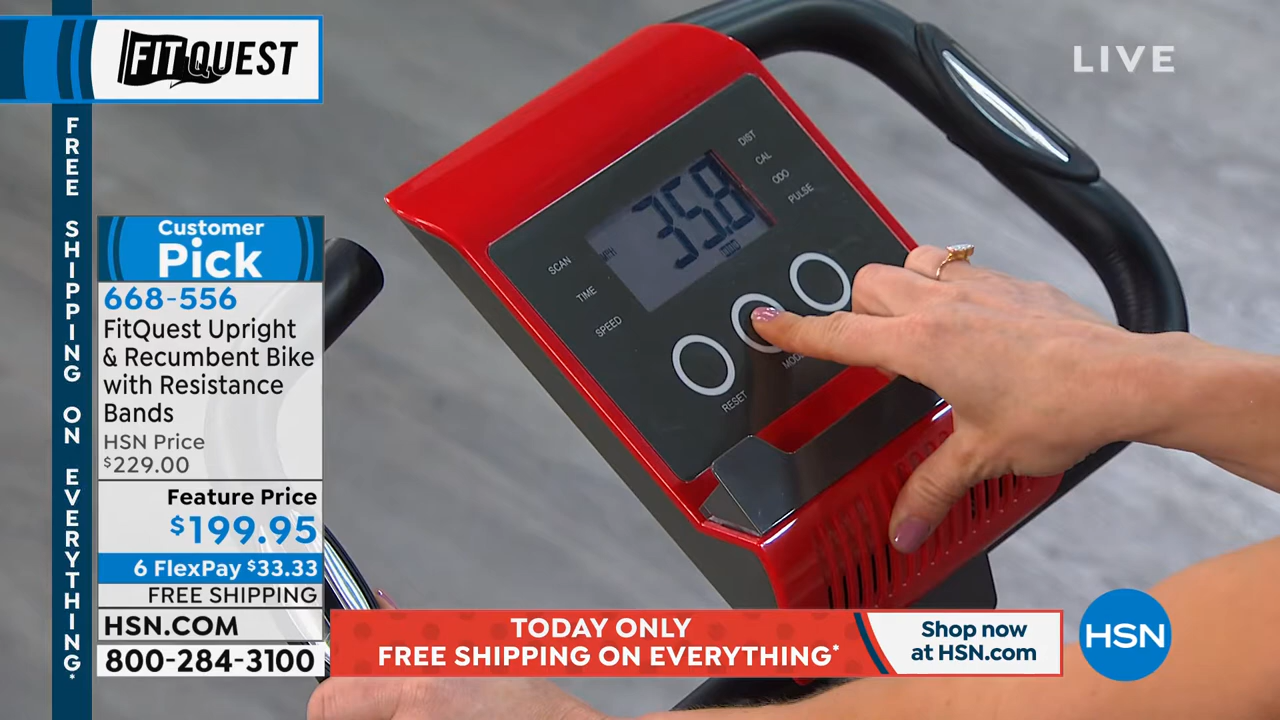 FITQUEST
LIVE
FREE SHIPPING ON EVERYTHING*
Customer
Pick
668-556
FitQuest Upright
& Recumbent Bike
with Resistance
Bands
HSN Price
$229.00
Feature Price
$199.95
6 FlexPay $33.33
FREE SHIPPING
HSN.COM
800-284-3100
35.8
DIST
CAL
ODO
PULSE
SCAN
TIME
SPEED
RESET
TODAY ONLY
FREE SHIPPING ON EVERYTHING*
Shop now
at HSN.com
HSN